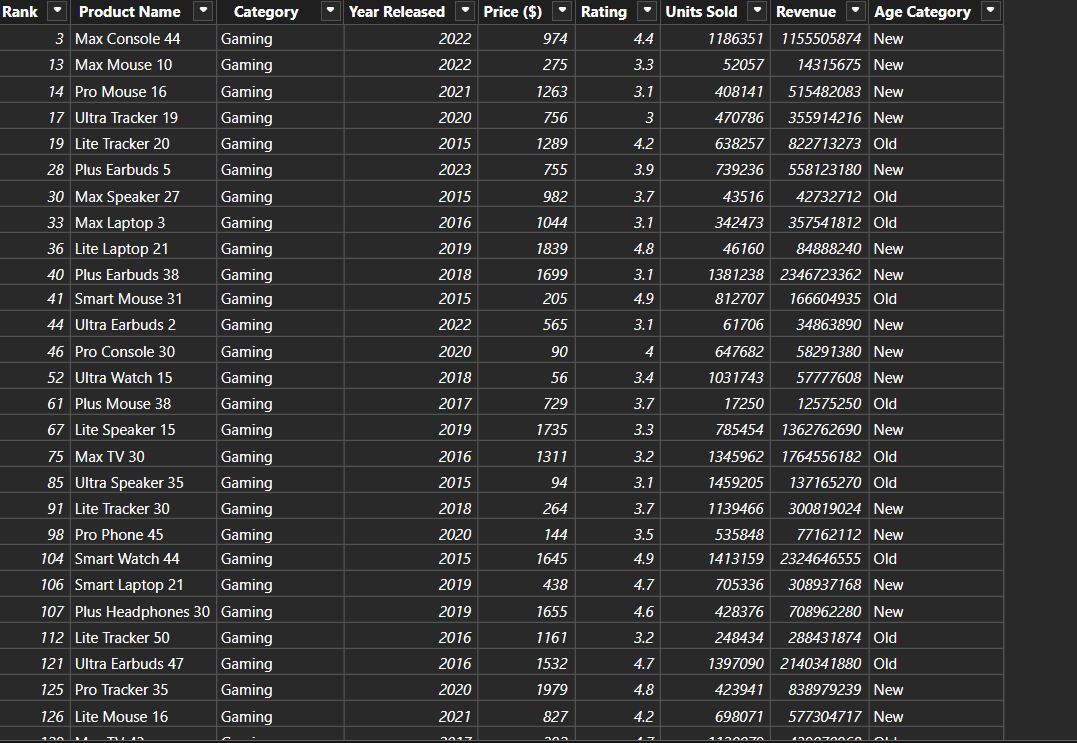 Rank Product Name Category Year Released Price ($) Rating Units Sold Revenue Age Category
3 Max Console 44 Gaming 2022 974 4.4 1186351 1155505874 New
13 Max Mouse 10 Gaming 2022 275 3.3 52057 14315675 New
14 Pro Mouse 16 Gaming 2021 1263 3.1 408141 515482083 New
17 Ultra Tracker 19 Gaming 2020 756 3 470786 355914216 New
19 Lite Tracker 20 Gaming 2015 1289 4.2 638257 822713273 Old
28 Plus Earbuds 5 Gaming 2023 755 3.9 739236 558123180 New
30 Max Speaker 27 Gaming 2015 982 3.7 43516 42732712 Old
33 Max Laptop 3 Gaming 2016 1044 3.1 342473 357541812 Old
36 Lite Laptop 21 Gaming 2019 1839 4.8 46160 84888240 New
40 Plus Earbuds 38 Gaming 2018 1699 3.1 1381238 2346723362 New
41 Smart Mouse 31 Gaming 2015 205 4.9 812707 166604935 Old
44 Ultra Earbuds 2 Gaming 2022 565 3.1 61706 34863890 New
46 Pro Console 30 Gaming 2020 90 4 647682 58291380 New
52 Ultra Watch 15 Gaming 2018 56 3.4 1031743 57777608 New
61 Plus Mouse 38 Gaming 2017 729 3.7 17250 12575250 Old
67 Lite Speaker 15 Gaming 2019 1735 3.3 785454 1362762690 New
75 Max TV 30 Gaming 2016 1311 3.2 1345962 1764556182 Old
85 Ultra Speaker 35 Gaming 2015 94 3.1 1459205 137165270 Old
91 Lite Tracker 30 Gaming 2018 264 3.7 1139466 300819024 New
98 Pro Phone 45 Gaming 2020 144 3.5 535848 77162112 New
104 Smart Watch 44 Gaming 2015 1645 4.9 1413159 2324646555 Old
106 Smart Laptop 21 Gaming 2019 438 4.7 705336 308937168 New
107 Plus Headphones 30 Gaming 2019 1655 4.6 428376 708962280 New
112 Lite Tracker 50 Gaming 2016 1161 3.2 248434 288431874 Old
121 Ultra Earbuds 47 Gaming 2016 1532 4.7 1397090 2140341880 Old
125 Pro Tracker 35 Gaming 2020 1979 4.8 423941 838979239 New
126 Lite Mouse 16 Gaming 2021 827 4.2 698071 577304717 New